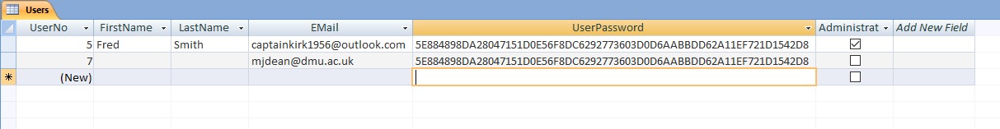 Users
UserNo FirstName LastName EMail UserPassword Administrat Add New Field
5 Fred Smith captainkirk1956@outlook.com 5E884898DA28047151D0E56F8DC6292773603D0D6AABBDD62A11EF721D1542D8
7 mjdean@dmu.ac.uk 5E884898DA28047151D0E56F8DC6292773603D0D6AABBDD62A11EF721D1542D8
(New)